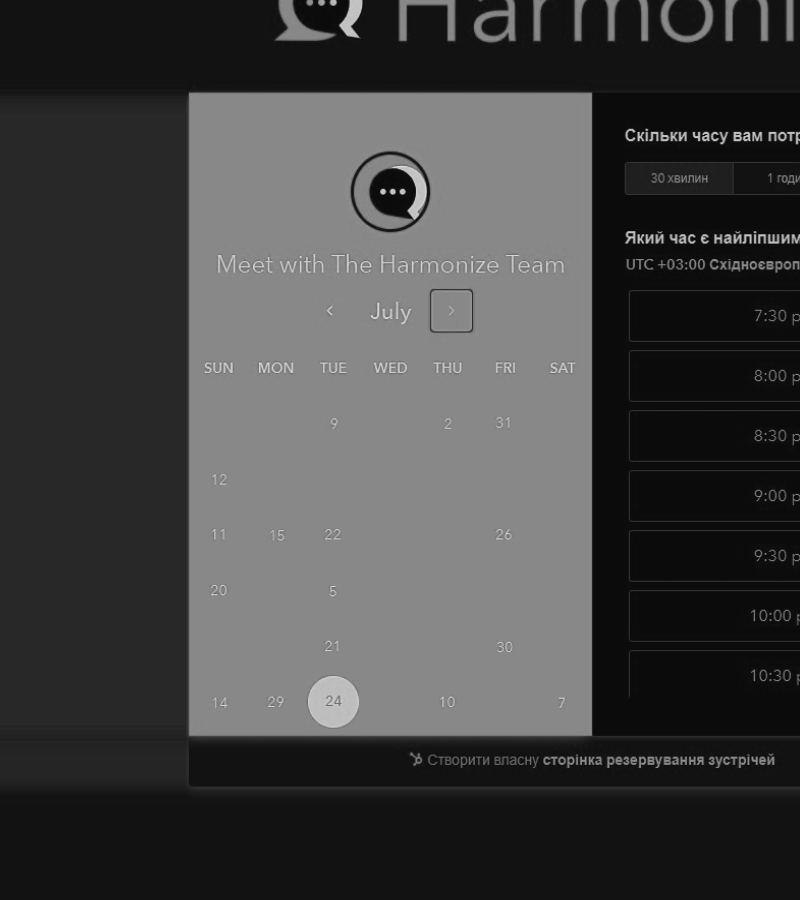 Harmoni
Скільки часу вам потр
30 хвилин 1 годи
Meet with The Harmonize Team
Який час є найліпшим
UTC +03:00 Східноєвроп
July
7:30 р
SUN MON TUE WED THU FRI SAT
8:00 р
9 2 31
8:30 р
12
9:00 р
11 15 22 26
9:30 р
20 5
10:00 р
21 30
10:30 р
14 29 24 10 7
Створити власну сторінка резервування зустрічей